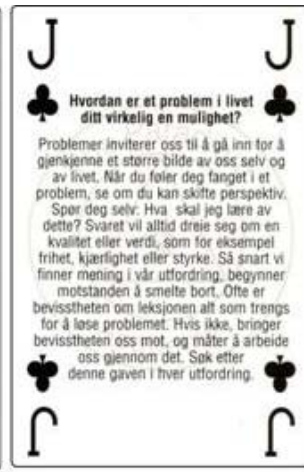 J J
Hvordan er et problem i livet
ditt virkelig en mulighet?
Problemer inviterer oss til å gå inn for å
gjenkjenne et større bilde av oss selv og
av livet. Når du føler deg fanget i et
problem, se om du kan skifte perspektiv.
Spør deg selv: Hva skal jeg lære av
dette? Svaret vil alltid dreie seg om en
kvalitet eller verdi, som for eksempel
frihet, kjærlighet eller styrke. Så snart vi
finner mening i vår utfordring, begynner
motstanden å smelte bort. Ofte er
bevisstheten om leksjonen alt som trengs
for å løse problemet. Hvis ikke, bringer
bevisstheten oss mot, og måter å arbeide
oss gjennom det. Søk etter
denne gaven i hver utfordring.
J J